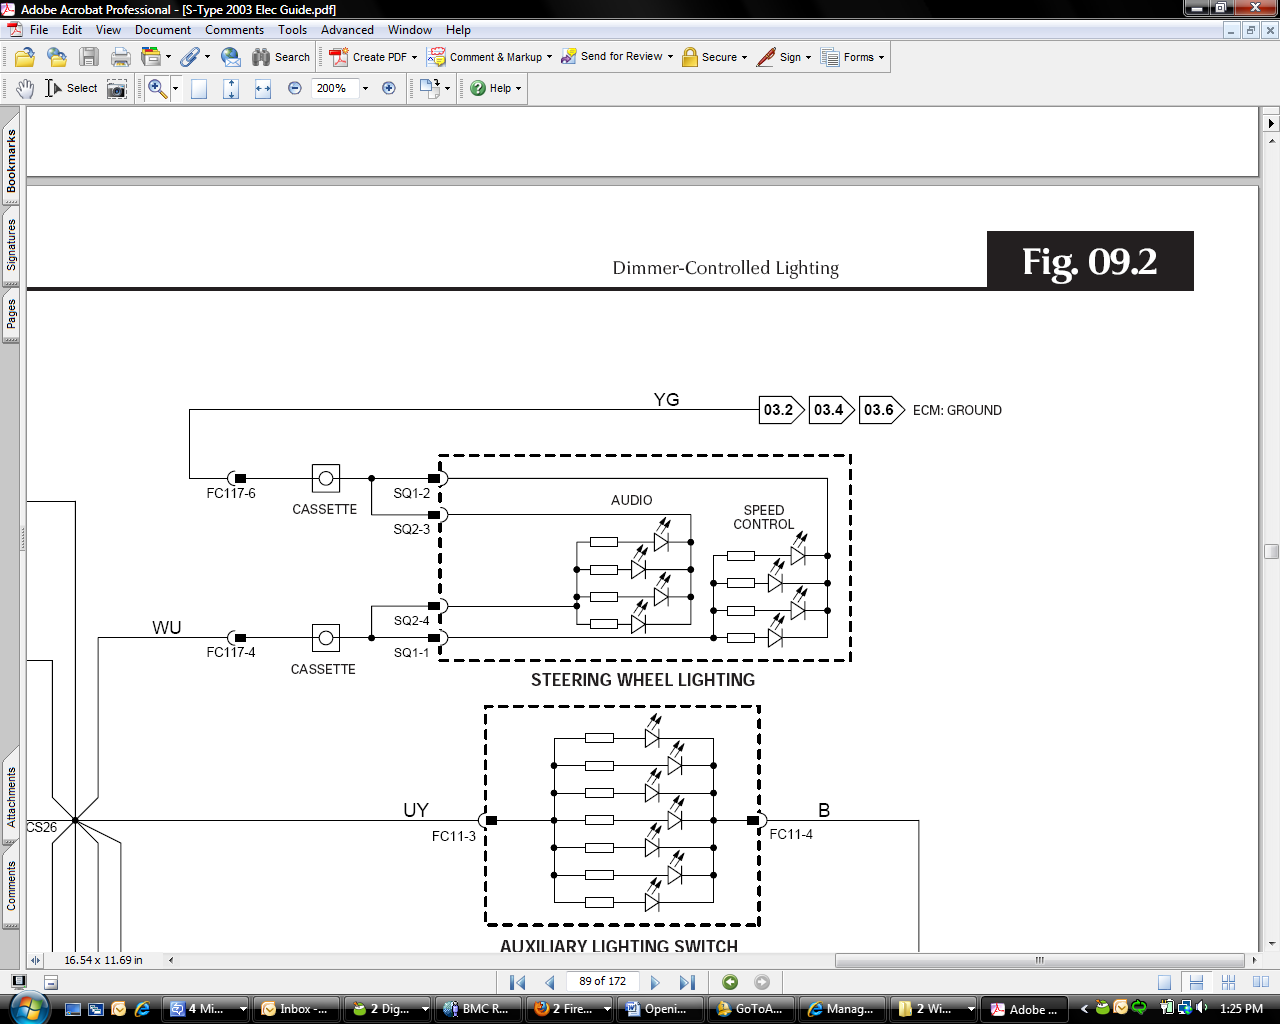 Adobe Acrobat Professional - [S-Type 2003 Elec Guide.pdf]
File Edit View Document Comments Tools Advanced Window Help
Search Create PDF Comment & Markup Send for Review Secure Sign Forms
Select 200% Help
Bookmarks
Signatures
Pages
Attachments
Comments
Dimmer-Controlled Lighting
Fig. 09.2
YG
03.2 03.4 03.6 ECM: GROUND
FC117-6
CASSETTE
SQ1-2
SQ2-3
AUDIO
SPEED
CONTROL
WU
FC117-4
CASSETTE
SQ2-4
SQ1-1
STEERING WHEEL LIGHTING
CS26
UY
FC11-3
B
FC11-4
AUXILIARY LIGHTING SWITCH
16.54 x 11.69 in
89 of 172
4 Mi... Inbox -... 2 Dig... BMC R... 2 Fire... Openi... GoToA... Manag... 2 Wi... Adobe ... 1:25 PM